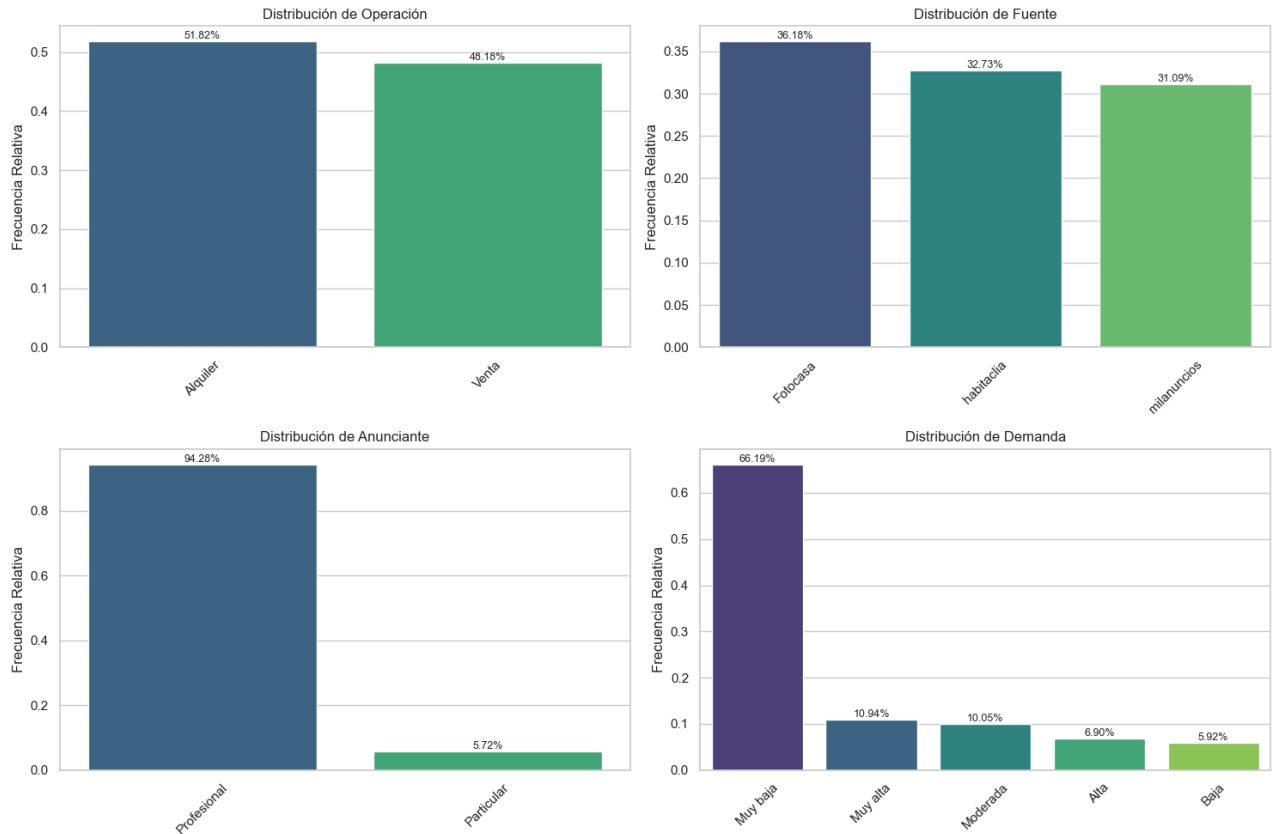 Distribución de Operación
51.82%
48.18%
0.5
0.4
0.3
0.2
0.1
0.0
Frecuencia Relativa
Alquiler
Venta
Distribución de Fuente
36.18%
32.73%
31.09%
0.35
0.30
0.25
0.20
0.15
0.10
0.05
0.00
Frecuencia Relativa
Fotocasa
habitaclia
milanuncios
Distribución de Anunciante
94.28%
5.72%
0.8
0.6
0.4
0.2
0.0
Frecuencia Relativa
Profesional
Particular
Distribución de Demanda
66.19%
10.94%
10.05%
6.90%
5.92%
0.6
0.5
0.4
0.3
0.2
0.1
0.0
Frecuencia Relativa
Muy baja
Muy alta
Moderada
Alta
Baja